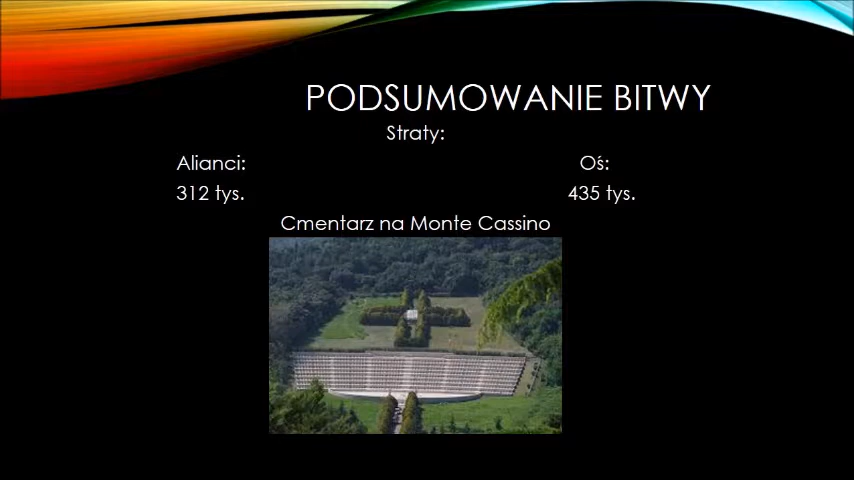 PODSUMOWANIE BITWY
Straty:
Alianci: Oś:
312 tys. 435 tys.
Cmentarz na Monte Cassino